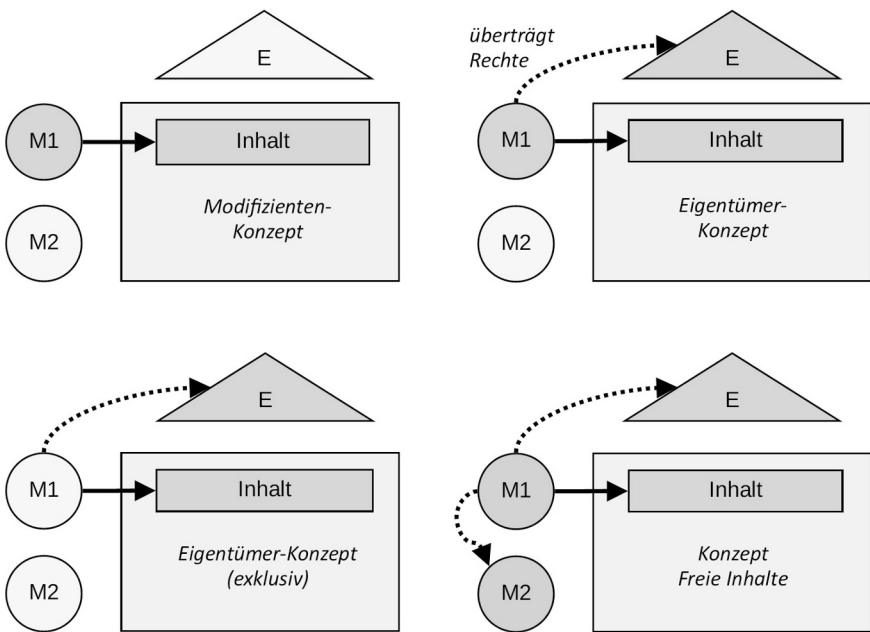 E
M1
Inhalt
M2
Modifizienten-
Konzept
überträgt
Rechte
E
M1
Inhalt
M2
Eigentümer-
Konzept
E
M1
Inhalt
M2
Eigentümer-Konzept
(exklusiv)
E
M1
Inhalt
M2
Konzept
Freie Inhalte